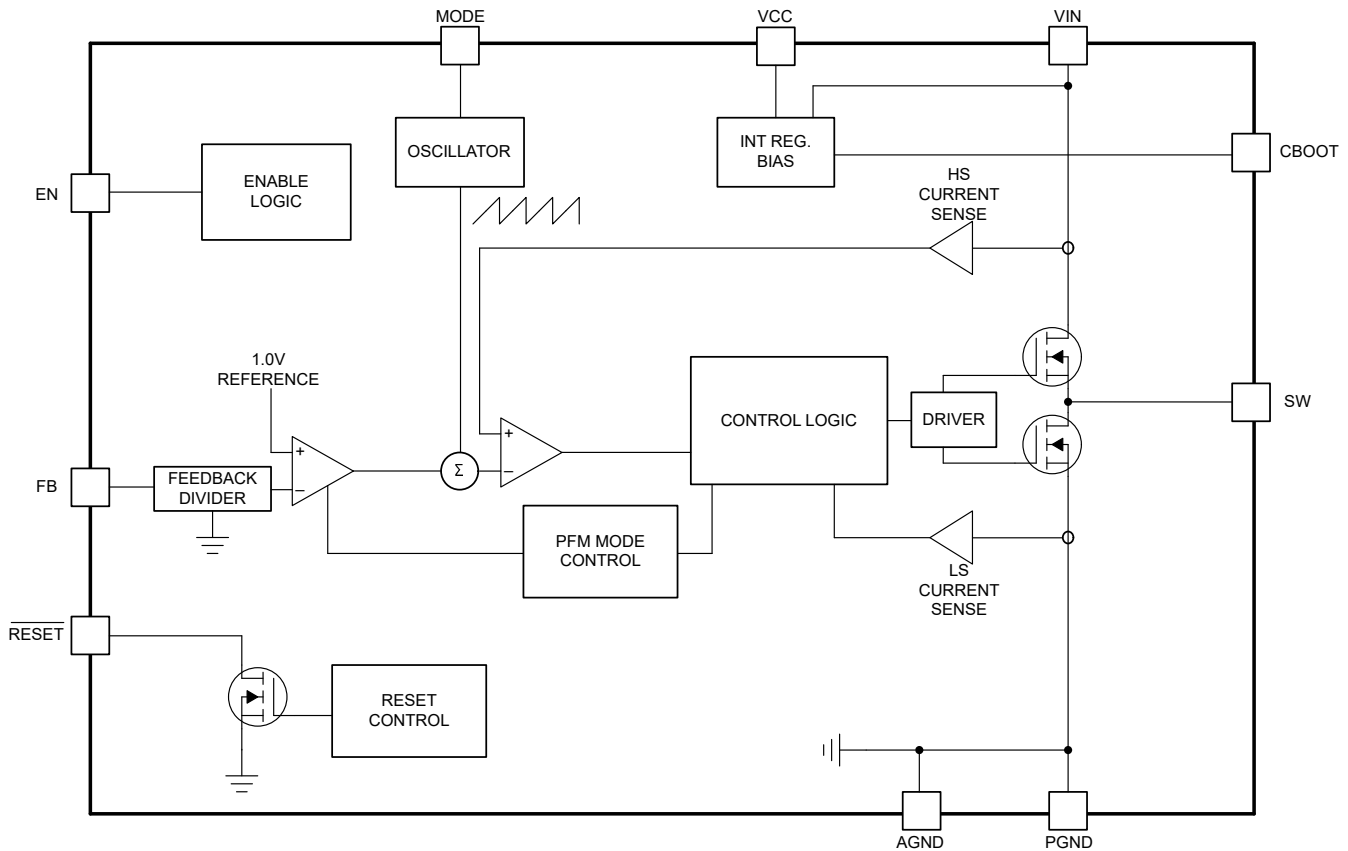 MODE
VCC
VIN
OSCILLATOR
INT REG.
BIAS
CBOOT
EN
ENABLE
LOGIC
HS
CURRENT
SENSE
1.0V
REFERENCE
CONTROL LOGIC
DRIVER
SW
+
−
+
−
Σ
FB
FEEDBACK
DIVIDER
PFM MODE
CONTROL
LS
CURRENT
SENSE
RESET
RESET
CONTROL
AGND
PGND